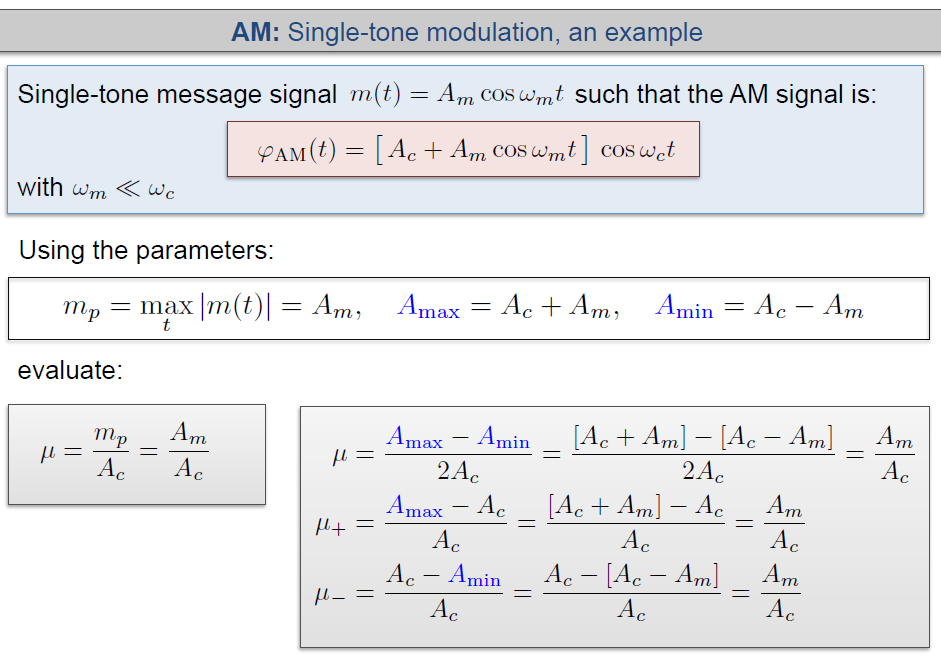 AM: Single-tone modulation, an example
Single-tone message signal m(t) = A_m cos ω_m t such that the AM signal is:
φ_AM(t) = [ A_c + A_m cos ω_m t ] cos ω_c t
with ω_m ≪ ω_c
Using the parameters:
m_p = max_t |m(t)| = A_m, A_max = A_c + A_m, A_min = A_c − A_m
evaluate:
μ = m_p / A_c = A_m / A_c
μ = (A_max − A_min) / 2A_c = ([A_c + A_m] − [A_c − A_m]) / 2A_c = A_m / A_c
μ_+ = (A_max − A_c) / A_c = ([A_c + A_m] − A_c) / A_c = A_m / A_c
μ_− = (A_c − A_min) / A_c = (A_c − [A_c − A_m]) / A_c = A_m / A_c